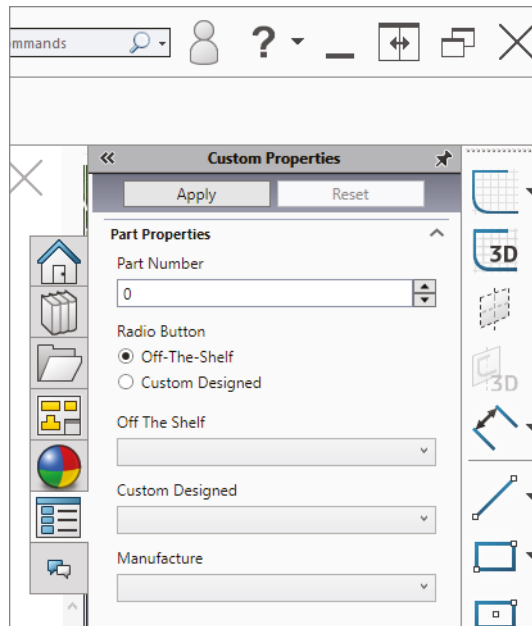 mmands
?
Custom Properties
Apply Reset
Part Properties
Part Number
0
Radio Button
Off-The-Shelf
Custom Designed
Off The Shelf
Custom Designed
Manufacture
3D
3D